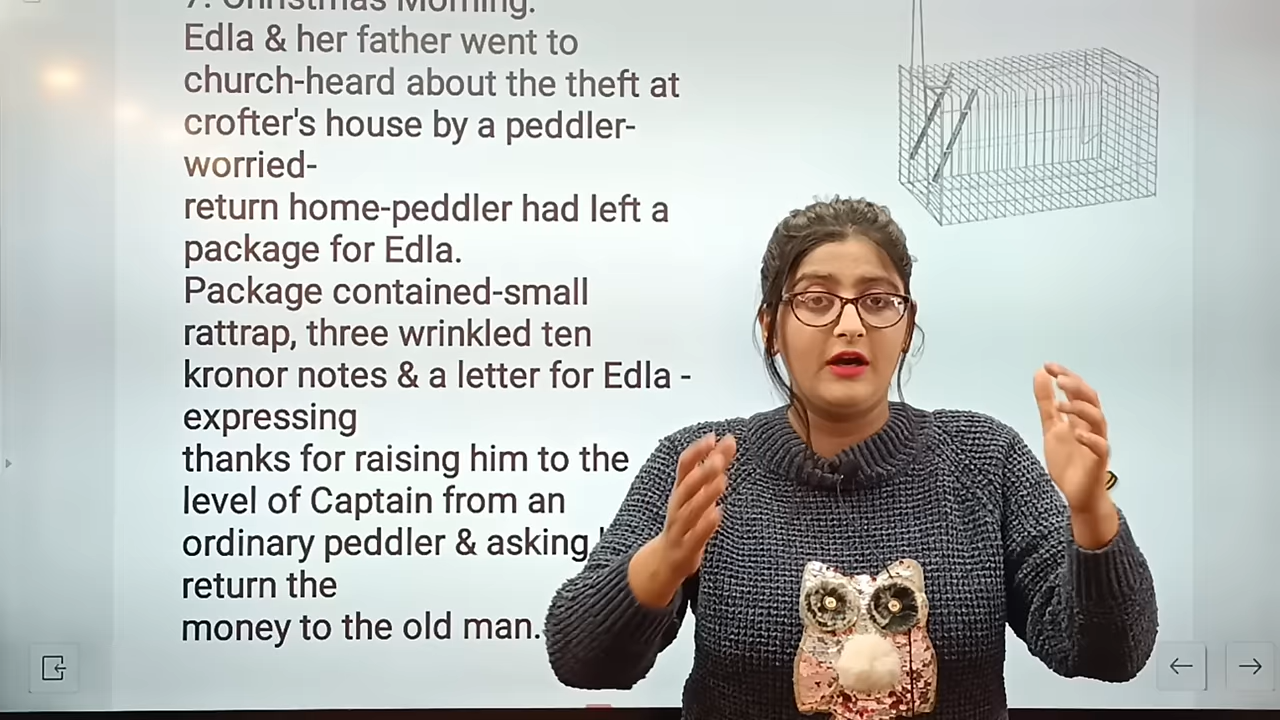 7. Christmas Morning.
Edla & her father went to
church-heard about the theft at
crofter's house by a peddler-
worried-
return home-peddler had left a
package for Edla.
Package contained-small
rattrap, three wrinkled ten
kronor notes & a letter for Edla -
expressing
thanks for raising him to the
level of Captain from an
ordinary peddler & asking
return the
money to the old man.